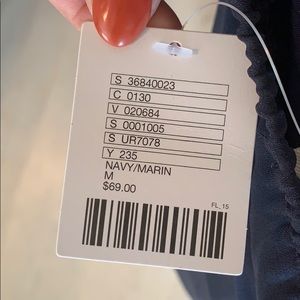 S 36840023
C 0130
V 020684
S 0001005
S UR7078
Y 235
NAVY/MARIN
M
$69.00
FL_15